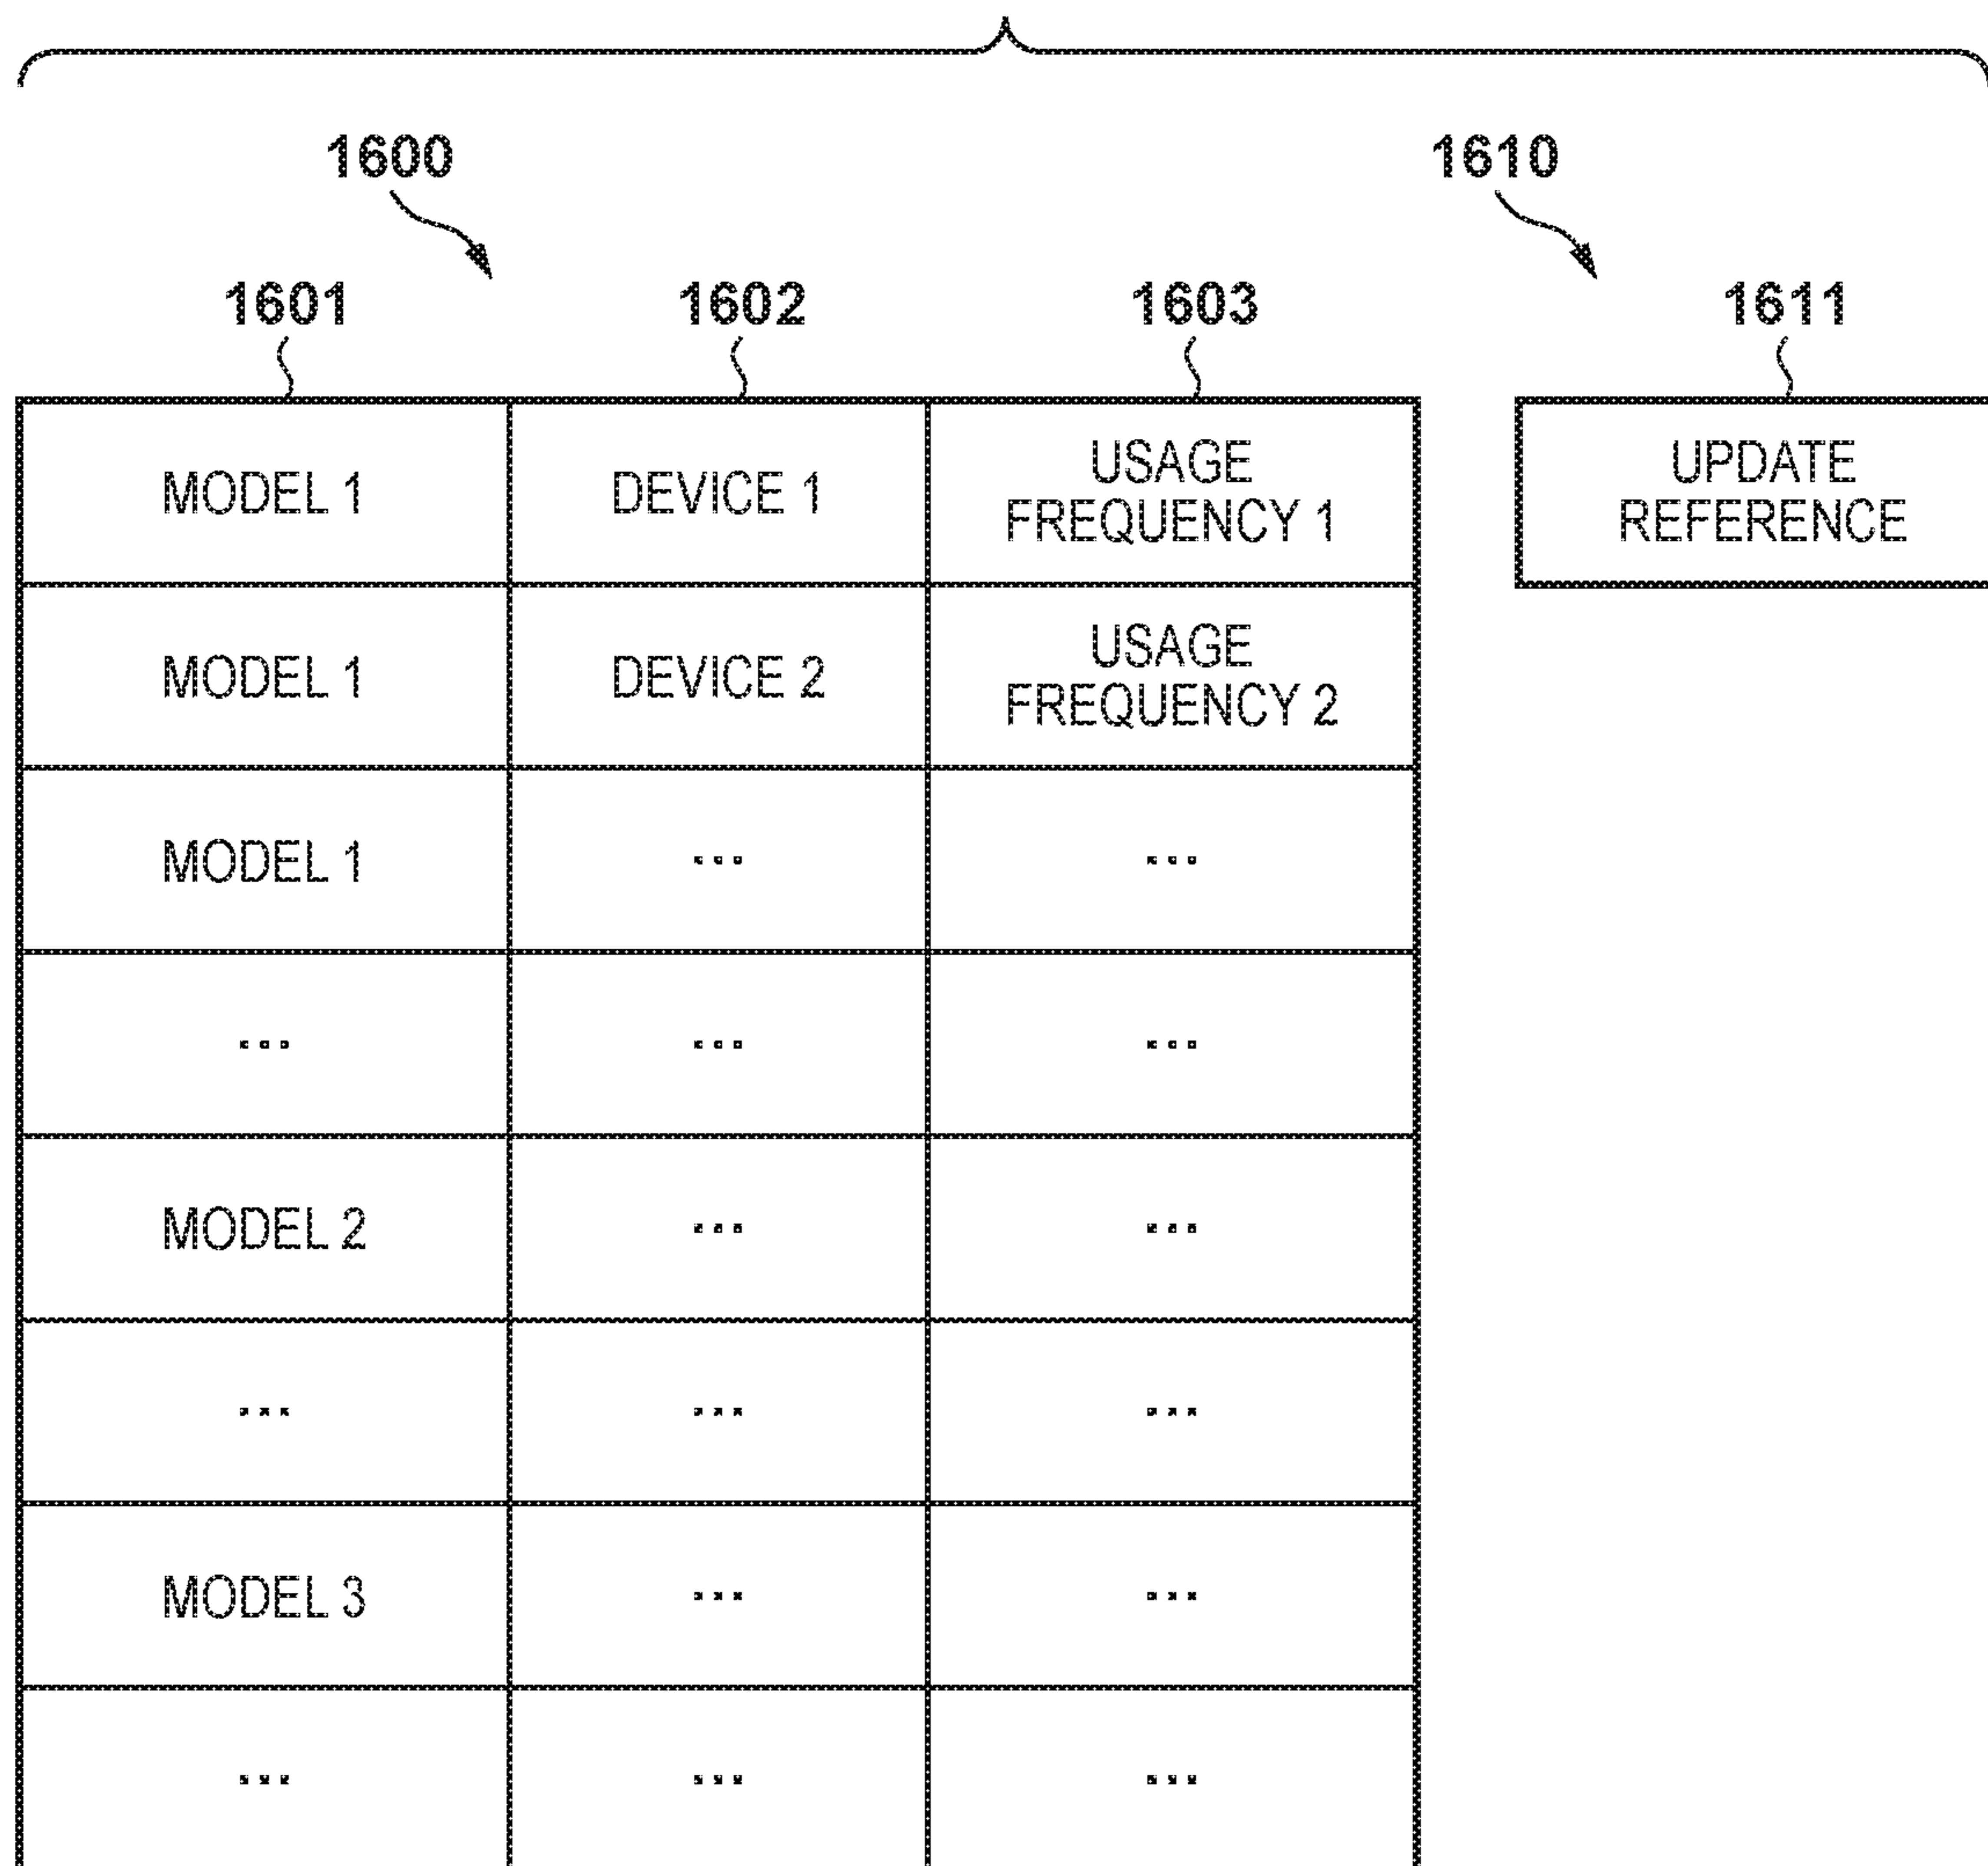 1600
1610
1601
1602
1603
1611
MODEL 1
DEVICE 1
USAGE
FREQUENCY 1
UPDATE
REFERENCE
MODEL 1
DEVICE 2
USAGE
FREQUENCY 2
MODEL 1
...
...
...
...
...
MODEL 2
...
...
...
...
...
MODEL 3
...
...
...
...
...